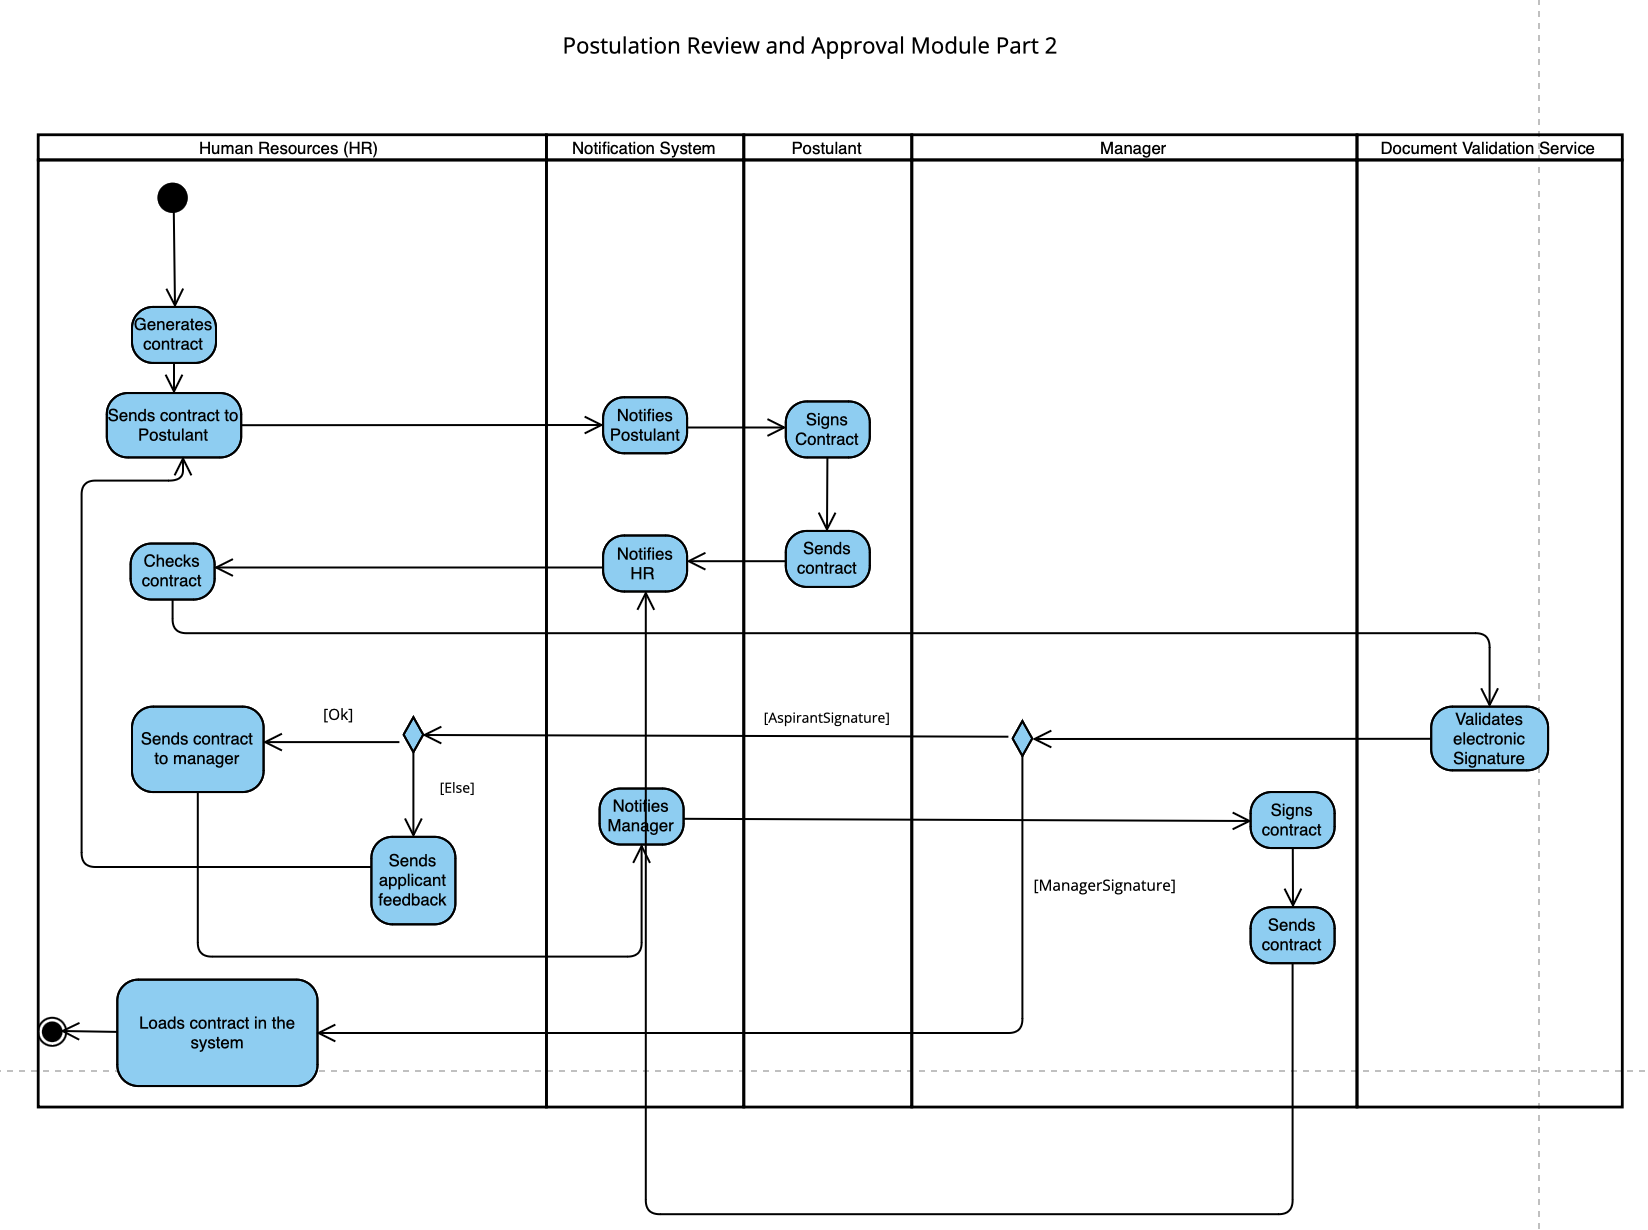 Postulation Review and Approval Module Part 2
Human Resources (HR)
Notification System
Postulant
Manager
Document Validation Service
Generates
contract
Sends contract to
Postulant
Notifies
Postulant
Signs
Contract
Checks
contract
Notifies
HR
Sends
contract
Sends contract
to manager
[Ok]
[AspirantSignature]
Validates
electronic
Signature
[Else]
Notifies
Manager
Signs
contract
Sends
applicant
feedback
[ManagerSignature]
Sends
contract
Loads contract in the
system